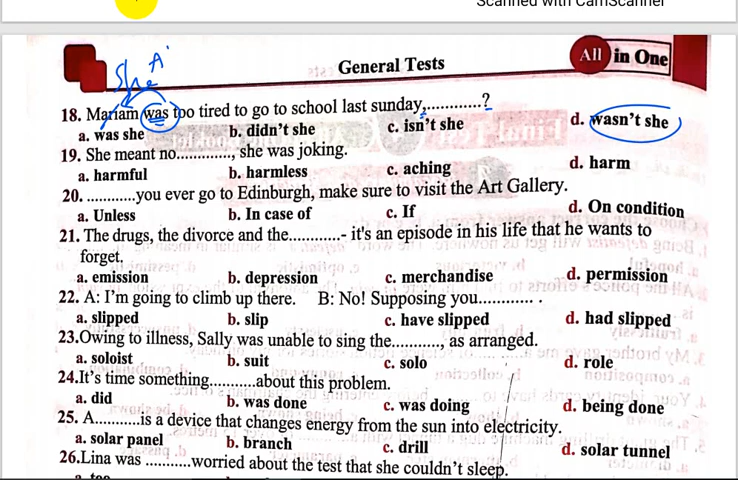 Scanned with CamScanner
General Tests
All in One
She A
18. Mariam was too tired to go to school last sunday,............?
a. was she b. didn't she c. isn't she d. wasn't she
19. She meant no............., she was joking.
a. harmful b. harmless c. aching d. harm
20. ............you ever go to Edinburgh, make sure to visit the Art Gallery.
a. Unless b. In case of c. If d. On condition
21. The drugs, the divorce and the............- it's an episode in his life that he wants to
forget.
a. emission b. depression c. merchandise d. permission
22. A: I'm going to climb up there. B: No! Supposing you............ .
a. slipped b. slip c. have slipped d. had slipped
23.Owing to illness, Sally was unable to sing the..........., as arranged.
a. soloist b. suit c. solo d. role
24.It's time something...........about this problem.
a. did b. was done c. was doing d. being done
25. A...........is a device that changes energy from the sun into electricity.
a. solar panel b. branch c. drill d. solar tunnel
26.Lina was ...........worried about the test that she couldn't sleep.